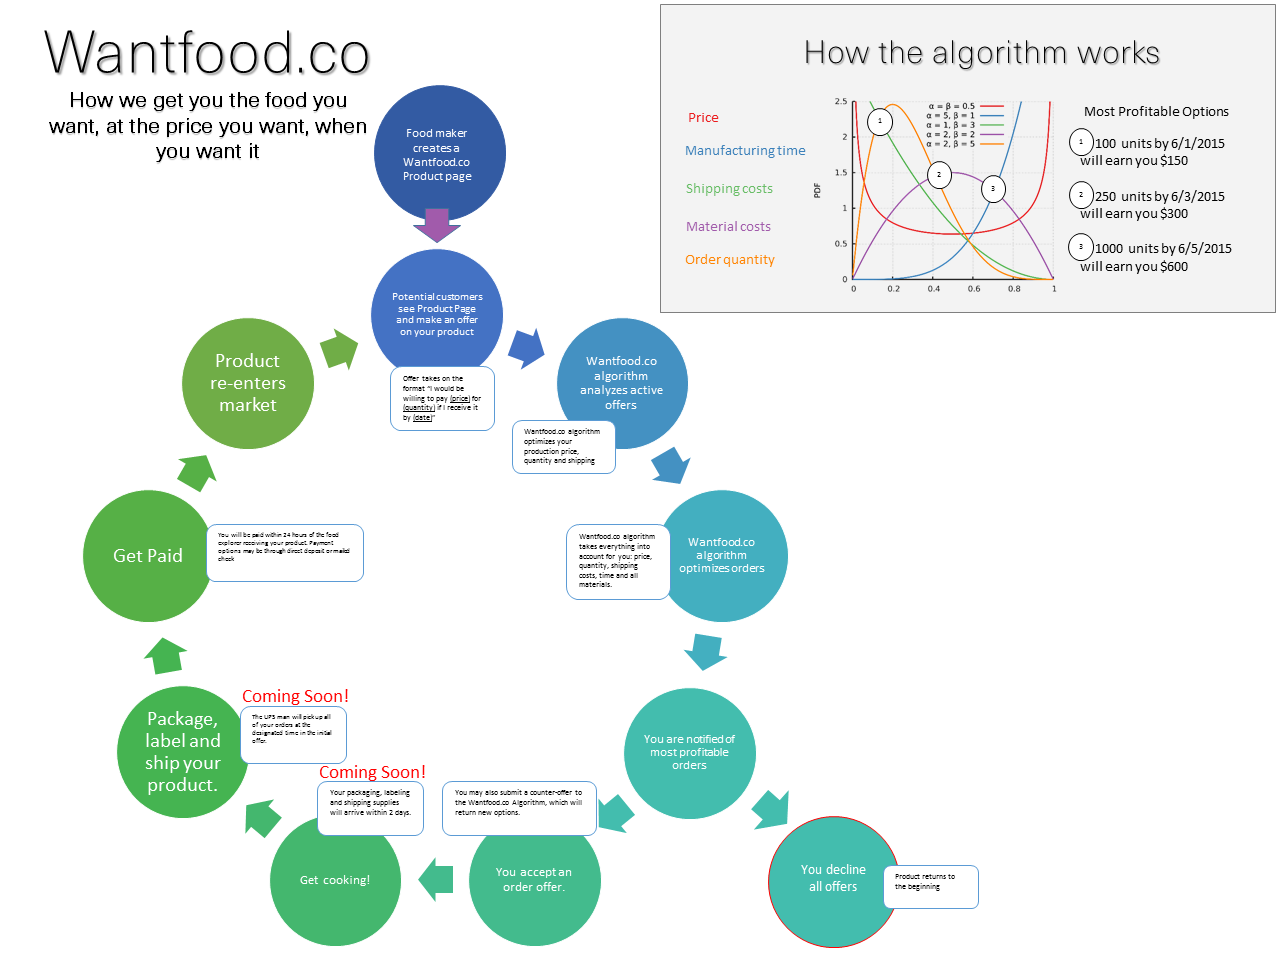 Wantfood.co
How we get you the food you
want, at the price you want, when
you want it
Food maker
creates a
Wantfood.co
Product page
Potential customers
see Product Page
and make an offer
on your product
Offer takes on the
format "I would be
willing to pay (price) for
(quantity) if I receive it
by (date)"
Wantfood.co
algorithm
analyzes active
offers
Wantfood.co algorithm
optimizes your
production price,
quantity and shipping
Wantfood.co
algorithm
optimizes orders
Wantfood.co algorithm
takes everything into
account for you: price,
quantity, shipping
costs, time and all
materials.
You are notified of
most profitable
orders
You decline
all offers
Product returns to
the beginning
You accept an
order offer.
You may also submit a counter-offer to
the Wantfood.co Algorithm, which will
return new options.
Get cooking!
Coming Soon!
Your packaging, labeling
and shipping supplies
will arrive within 2 days.
Package,
label and
ship your
product.
Coming Soon!
The UPS man will pick up all
of your orders at the
designated time in the initial
offer.
Get Paid
You will be paid within 24 hours of the food
explorer receiving your product. Payment
options may be through direct deposit or mailed
check
Product
re-enters
market
How the algorithm works
Price
Manufacturing time
Shipping costs
Material costs
Order quantity
PDF
2.5
2
1.5
1
0.5
0
0 0.2 0.4 0.6 0.8 1
α = β = 0.5
α = 5, β = 1
α = 1, β = 3
α = 2, β = 2
α = 2, β = 5
1
2
3
Most Profitable Options
1 100 units by 6/1/2015
will earn you $150
2 250 units by 6/3/2015
will earn you $300
3 1000 units by 6/5/2015
will earn you $600